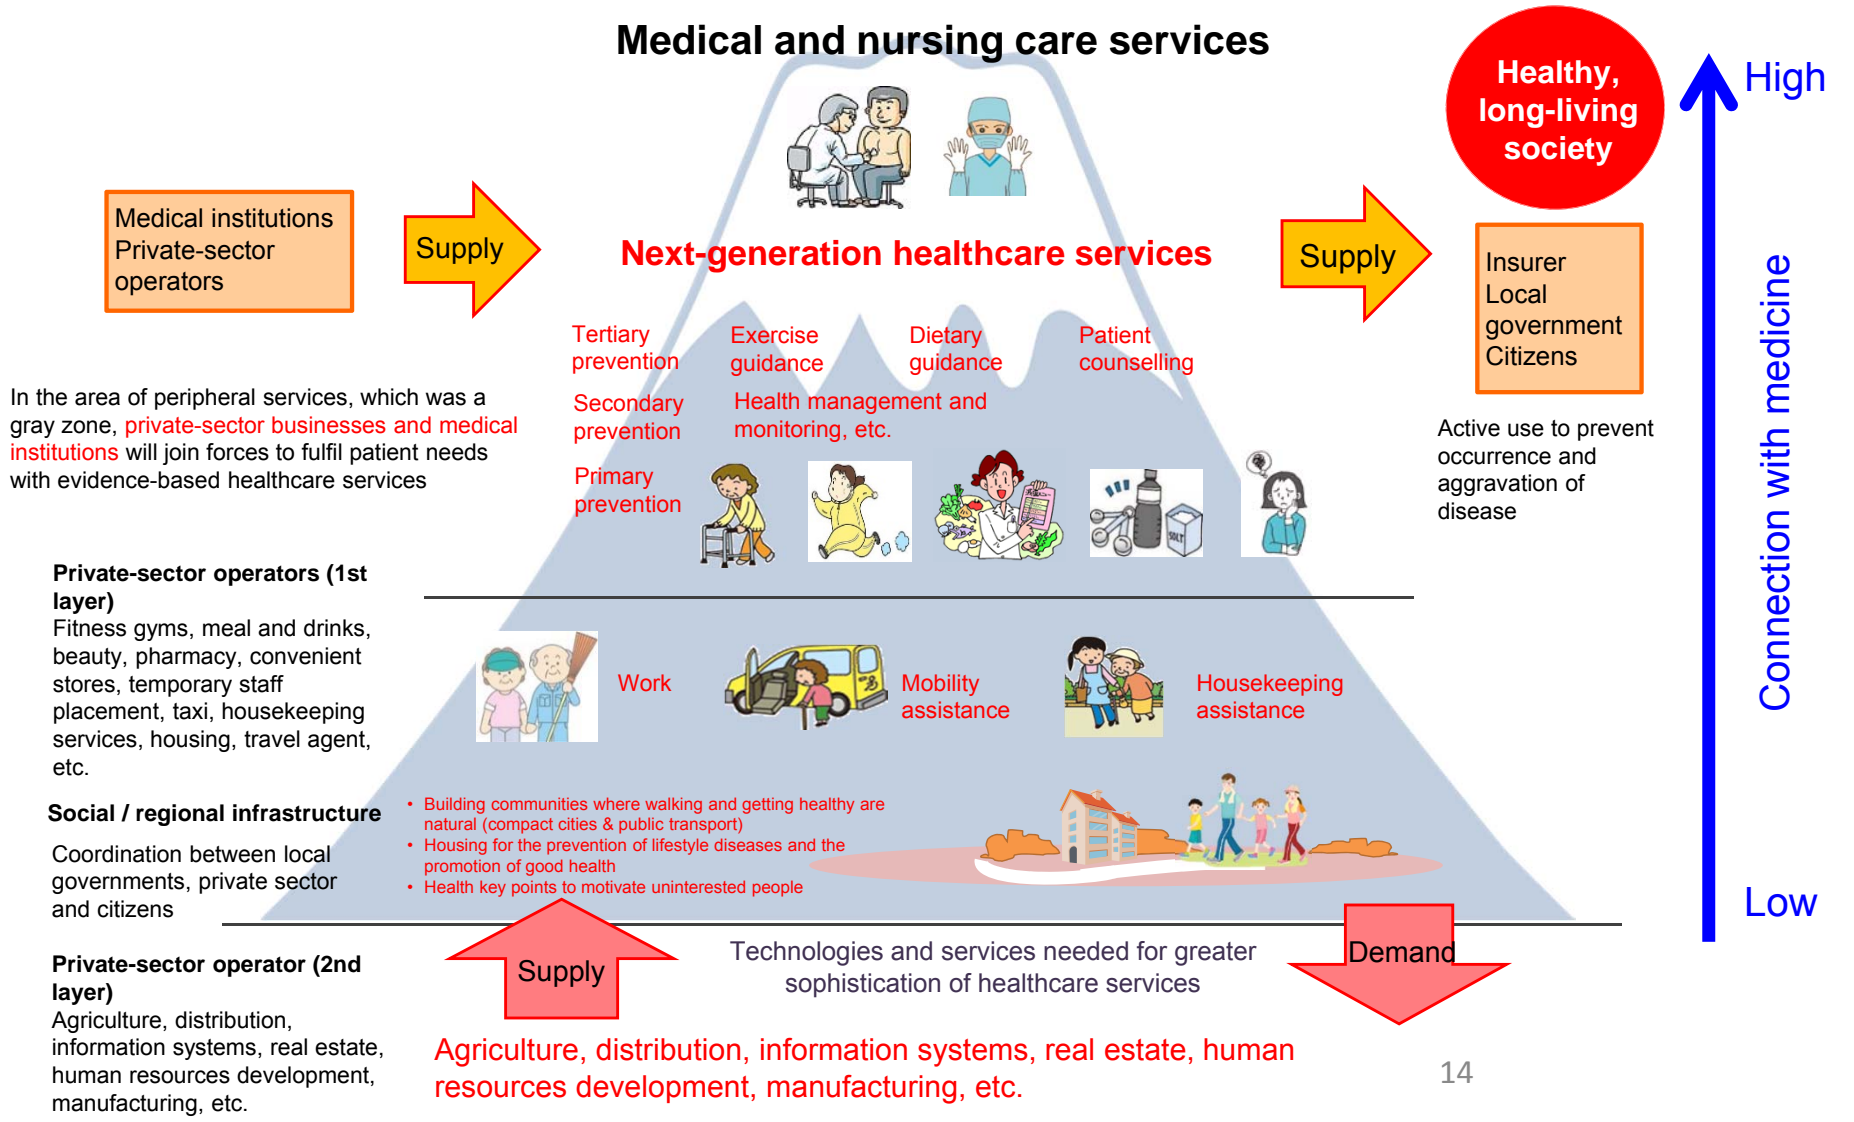 Medical and nursing care services
Healthy,
long-living
society
High
Medical institutions
Private-sector
operators
Supply
Next-generation healthcare services
Supply
Insurer
Local
government
Citizens
Connection with medicine
Tertiary
prevention
Exercise
guidance
Dietary
guidance
Patient
counselling
In the area of peripheral services, which was a
gray zone, private-sector businesses and medical
institutions will join forces to fulfil patient needs
with evidence-based healthcare services
Secondary
prevention
Health management and
monitoring, etc.
Active use to prevent
occurrence and
aggravation of
disease
Primary
prevention
SOLT
Private-sector operators (1st
layer)
Fitness gyms, meal and drinks,
beauty, pharmacy, convenient
stores, temporary staff
placement, taxi, housekeeping
services, housing, travel agent,
etc.
Work
Mobility
assistance
Housekeeping
assistance
Social / regional infrastructure
Coordination between local
governments, private sector
and citizens
• Building communities where walking and getting healthy are
natural (compact cities & public transport)
• Housing for the prevention of lifestyle diseases and the
promotion of good health
• Health key points to motivate uninterested people
Low
Private-sector operator (2nd
layer)
Agriculture, distribution,
information systems, real estate,
human resources development,
manufacturing, etc.
Supply
Technologies and services needed for greater
sophistication of healthcare services
Demand
Agriculture, distribution, information systems, real estate, human
resources development, manufacturing, etc.
14